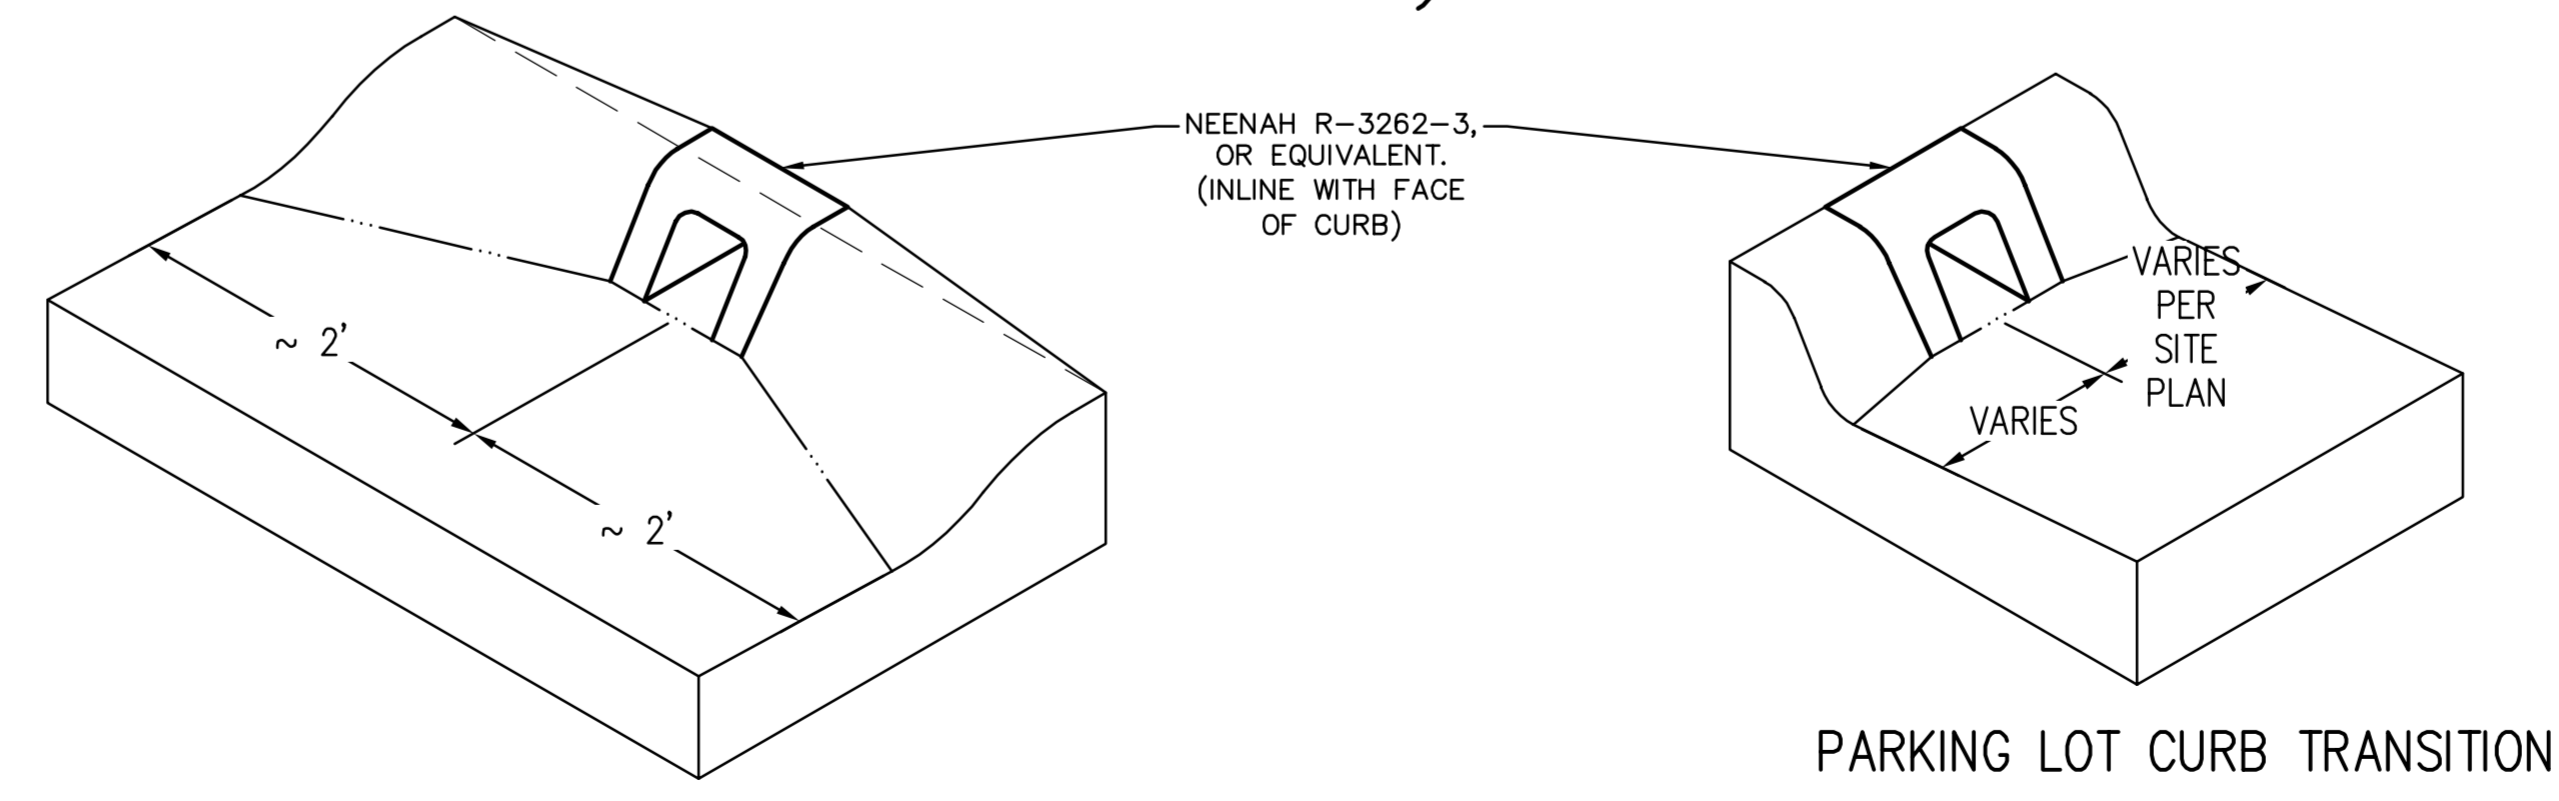 NEENAH R-3262-3,
OR EQUIVALENT.
(INLINE WITH FACE
OF CURB)
~ 2'
~ 2'
VARIES
PER
SITE
PLAN
VARIES
PARKING LOT CURB TRANSITION